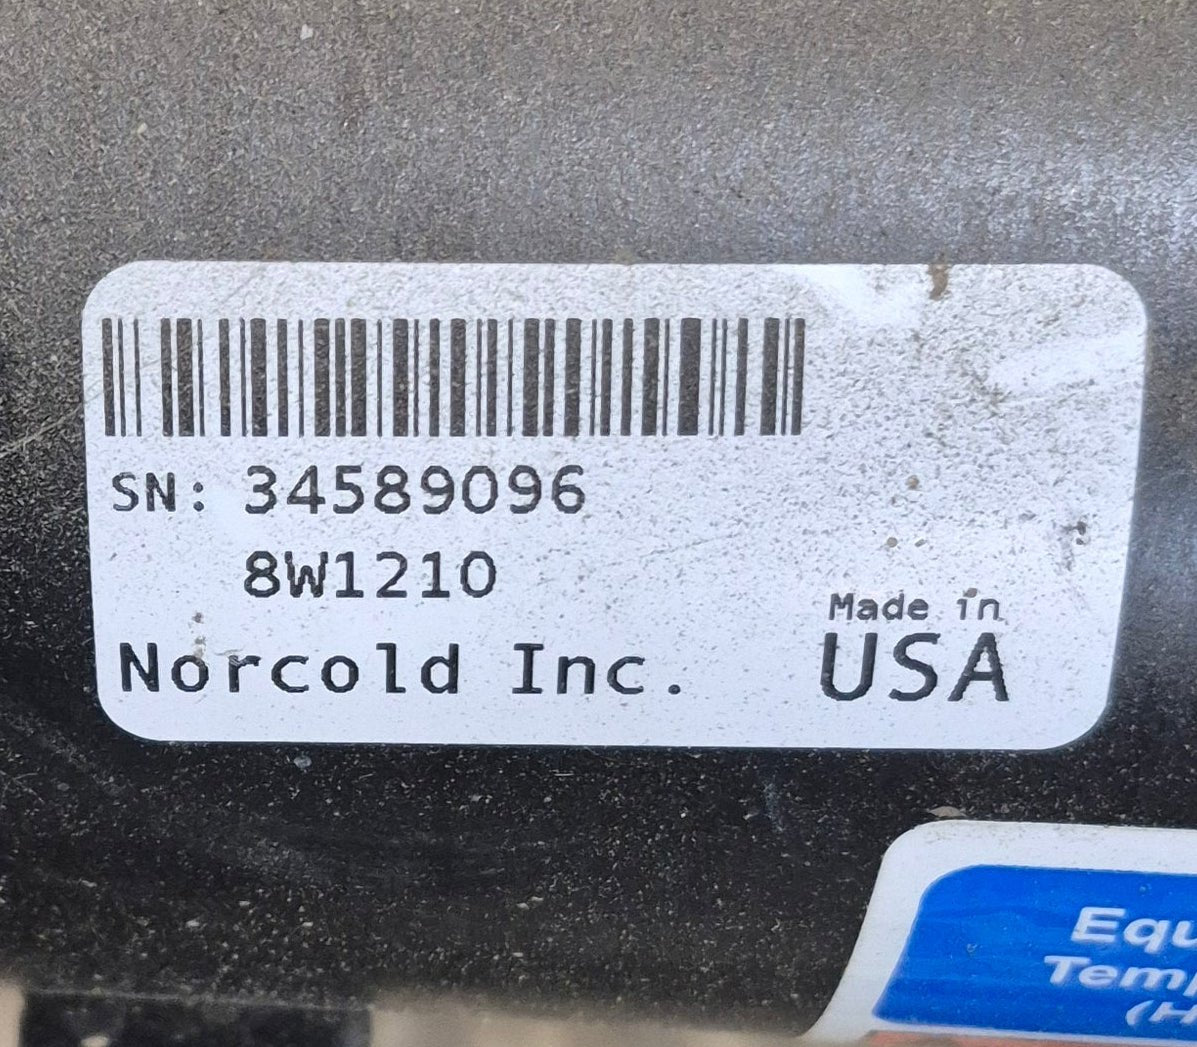 SN: 34589096
8W1210
Norcold Inc.
Made in
USA